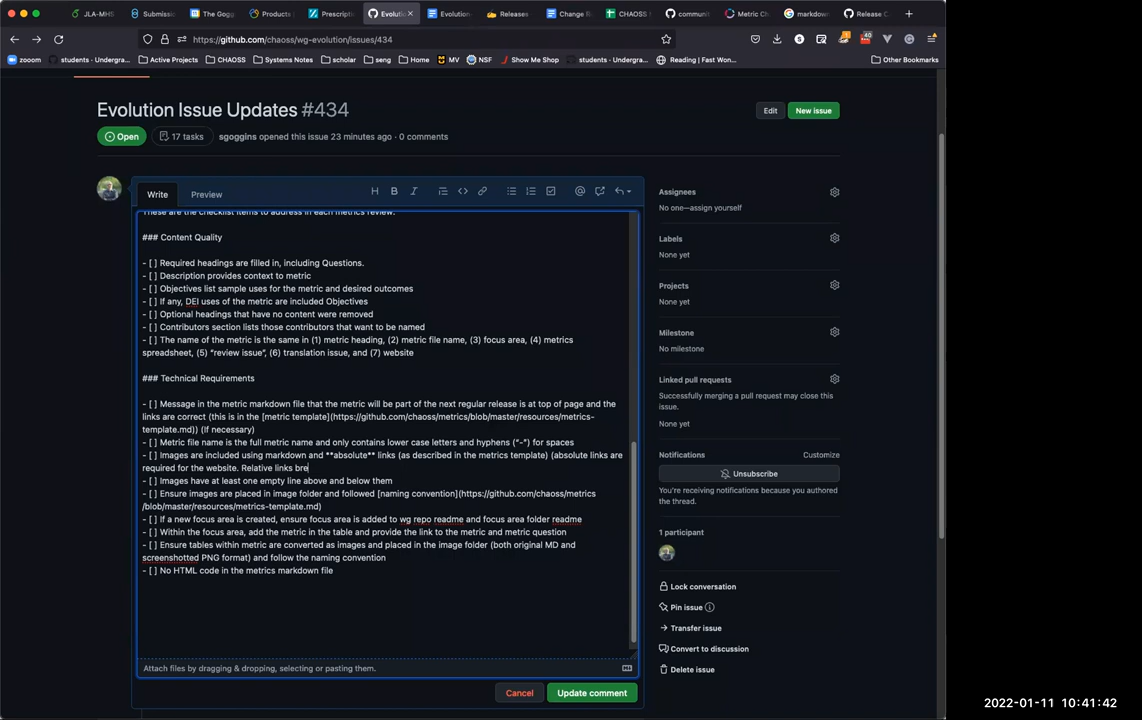 JLA-MHS
Submissio
The Gogg
Products
Prescripti
Evoluti
Evolution
Releases
Change B
CHAOSS M
communit
Metric Ch
markdown
Release C
https://github.com/chaoss/wg-evolution/issues/434
zooom
students - Undergra...
Active Projects
CHAOSS
Systems Notes
scholar
seng
Home
MV
NSF
Show Me Shop
students - Undergra...
Reading | Fast Won...
Other Bookmarks
Evolution Issue Updates #434
Edit
New issue
Open
17 tasks
sgoggins opened this issue 23 minutes ago · 0 comments
Write
Preview
These are the checklist items to address in each metrics review.
### Content Quality
- [ ] Required headings are filled in, including Questions.
- [ ] Description provides context to metric
- [ ] Objectives list sample uses for the metric and desired outcomes
- [ ] If any, DEI uses of the metric are included Objectives
- [ ] Optional headings that have no content were removed
- [ ] Contributors section lists those contributors that want to be named
- [ ] The name of the metric is the same in (1) metric heading, (2) metric file name, (3) focus area, (4) metrics
spreadsheet, (5) “review issue”, (6) translation issue, and (7) website
### Technical Requirements
- [ ] Message in the metric markdown file that the metric will be part of the next regular release is at top of page and the
links are correct (this is in the [metric template](https://github.com/chaoss/metrics/blob/master/resources/metrics-
template.md)) (If necessary)
- [ ] Metric file name is the full metric name and only contains lower case letters and hyphens (“-”) for spaces
- [ ] Images are included using markdown and **absolute** links (as described in the metrics template) (absolute links are
required for the website. Relative links bre
- [ ] Images have at least one empty line above and below them
- [ ] Ensure images are placed in image folder and followed [naming convention](https://github.com/chaoss/metrics
/blob/master/resources/metrics-template.md)
- [ ] If a new focus area is created, ensure focus area is added to wg repo readme and focus area folder readme
- [ ] Within the focus area, add the metric in the table and provide the link to the metric and metric question
- [ ] Ensure tables within metric are converted as images and placed in the image folder (both original MD and
screenshotted PNG format) and follow the naming convention
- [ ] No HTML code in the metrics markdown file
Attach files by dragging & dropping, selecting or pasting them.
Cancel
Update comment
Assignees
No one—assign yourself
Labels
None yet
Projects
None yet
Milestone
No milestone
Linked pull requests
Successfully merging a pull request may close this
issue.
None yet
Notifications
Customize
Unsubscribe
You're receiving notifications because you authored
the thread.
1 participant
Lock conversation
Pin issue
Transfer issue
Convert to discussion
Delete issue
2022-01-11 10:41:42